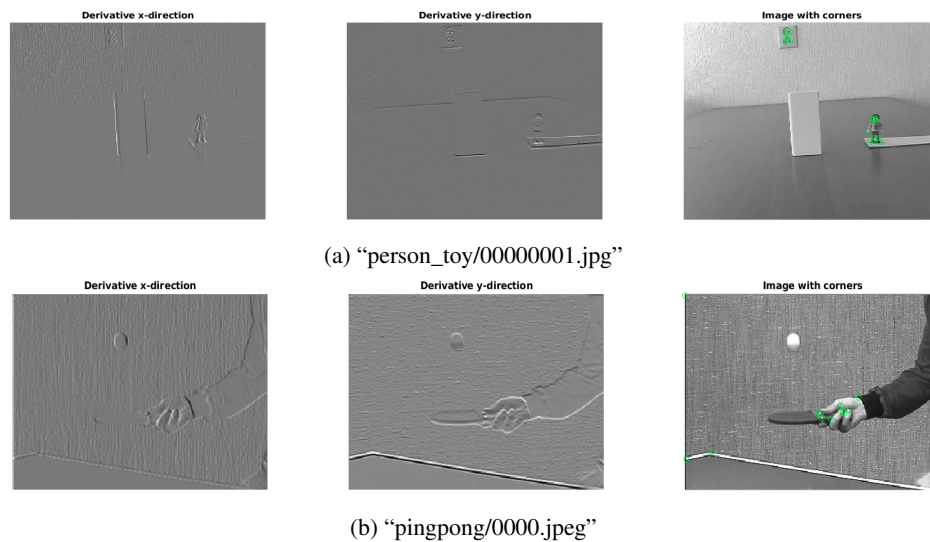 Derivative x-direction Derivative y-direction Image with corners
(a) “person_toy/00000001.jpg”
Derivative x-direction Derivative y-direction Image with corners
(b) “pingpong/0000.jpeg”